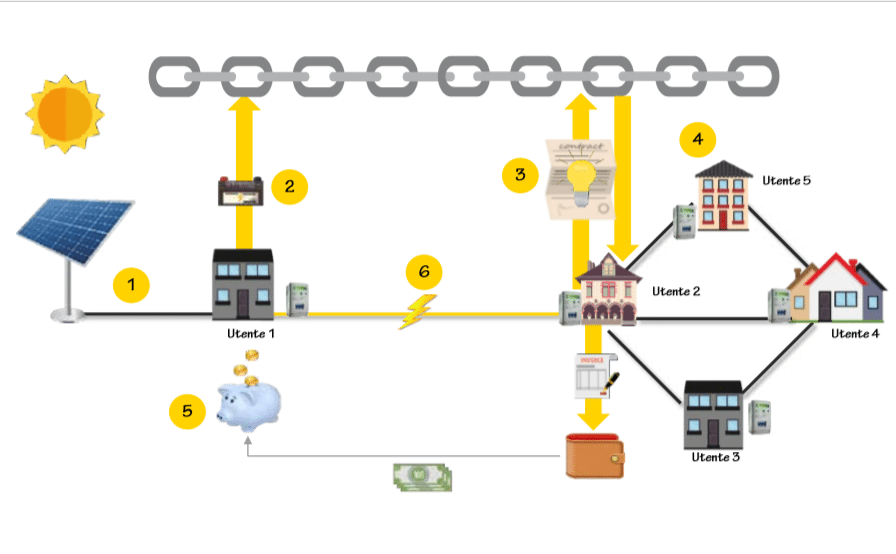 contract
4
3
2
Utente 5
6
1
Utente 2
Utente 1
Utente 4
INVOICE
5
Utente 3